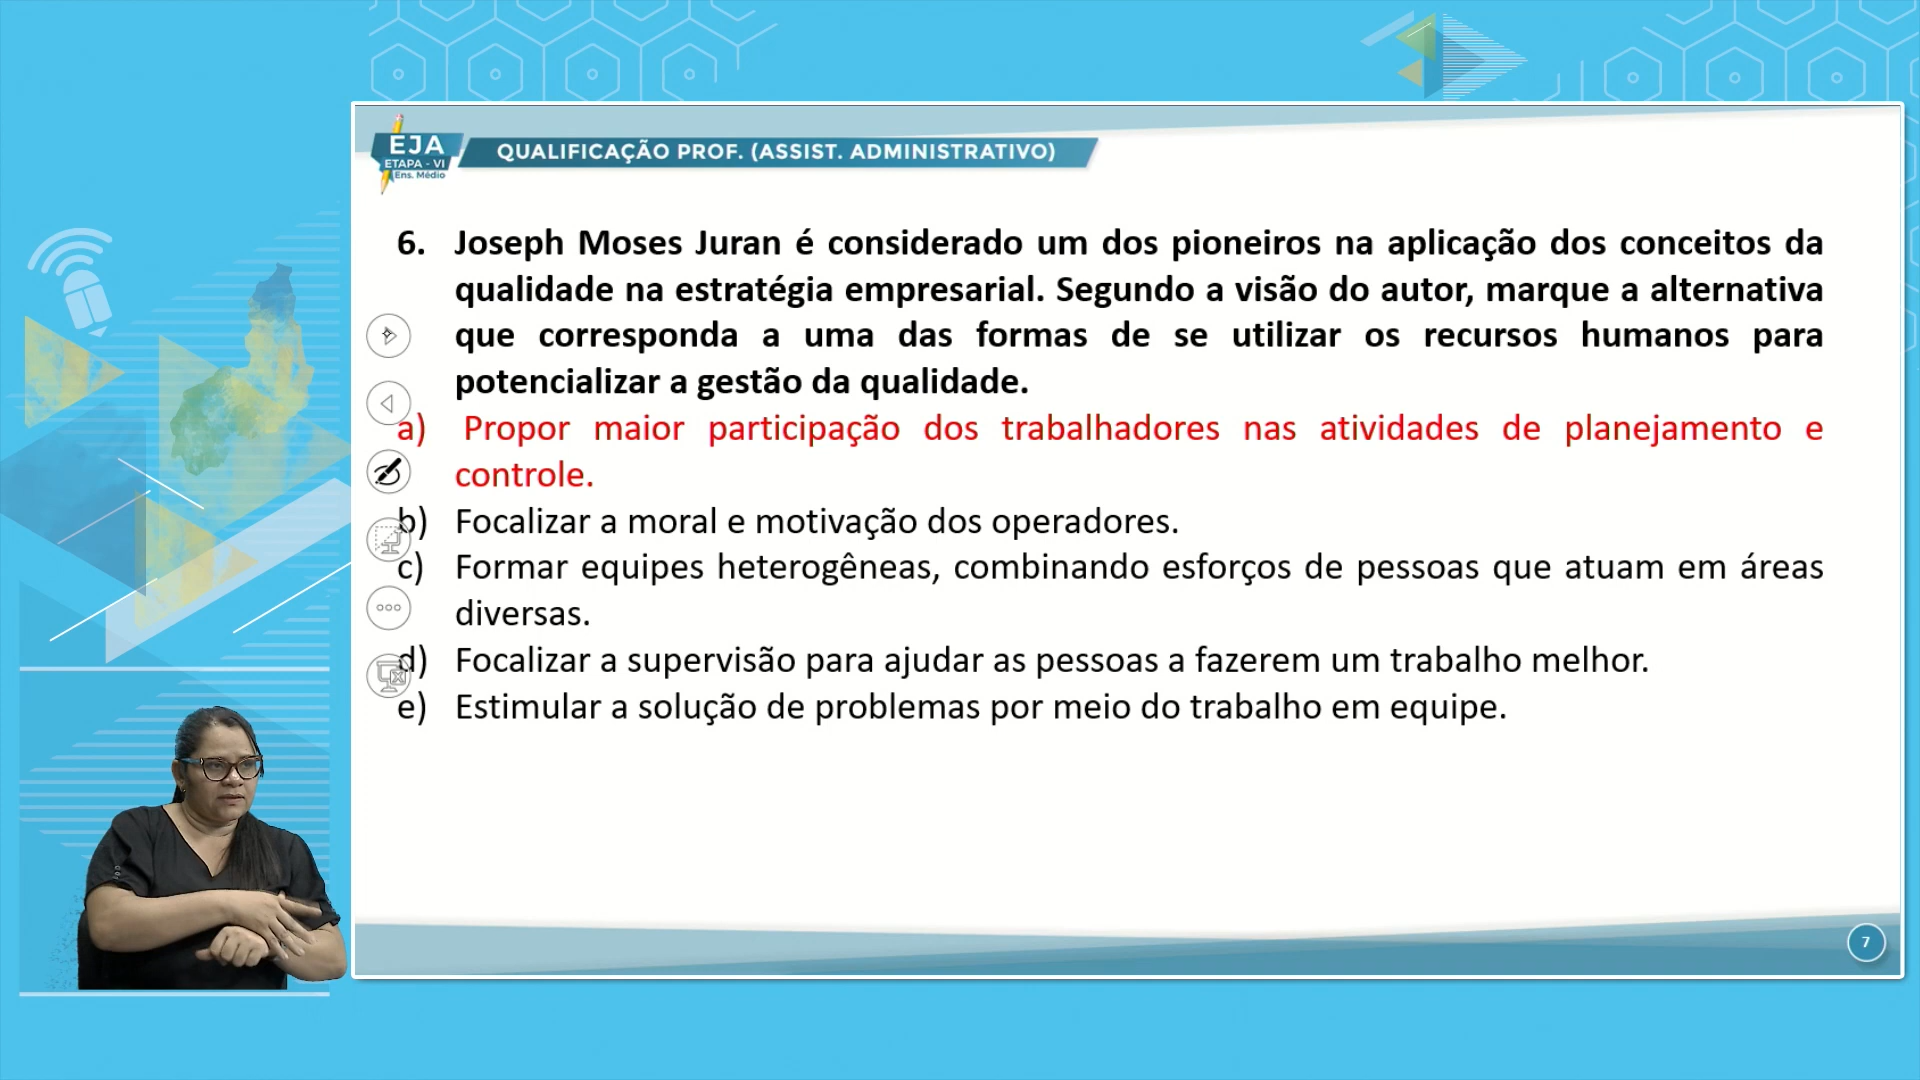 EJA
ETAPA - VI
Ens. Médio
QUALIFICAÇÃO PROF. (ASSIST. ADMINISTRATIVO)
6. Joseph Moses Juran é considerado um dos pioneiros na aplicação dos conceitos da
qualidade na estratégia empresarial. Segundo a visão do autor, marque a alternativa
que corresponda a uma das formas de se utilizar os recursos humanos para
potencializar a gestão da qualidade.
a) Propor maior participação dos trabalhadores nas atividades de planejamento e
controle.
b) Focalizar a moral e motivação dos operadores.
c) Formar equipes heterogêneas, combinando esforços de pessoas que atuam em áreas
diversas.
d) Focalizar a supervisão para ajudar as pessoas a fazerem um trabalho melhor.
e) Estimular a solução de problemas por meio do trabalho em equipe.
7